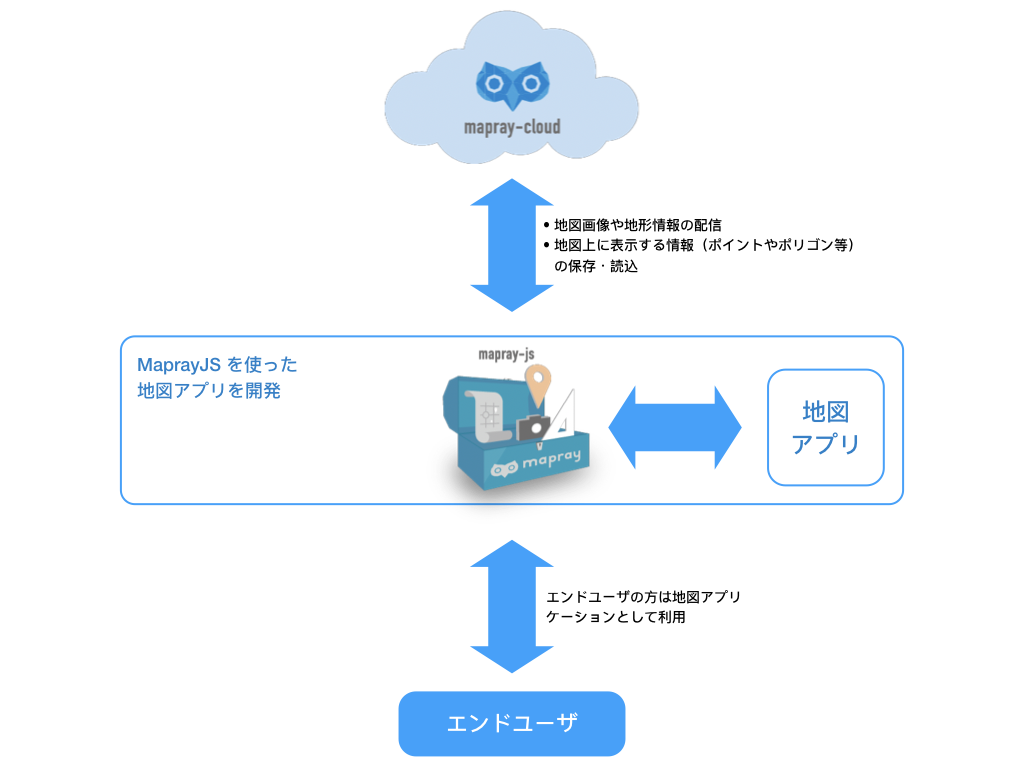 mapray-cloud
• 地図画像や地形情報の配信
• 地図上に表示する情報（ポイントやポリゴン等）
の保存・読込
MaprayJS を使った
地図アプリを開発
mapray-js
mapray
地図
アプリ
エンドユーザの方は地図アプリ
ケーションとして利用
エンドユーザ